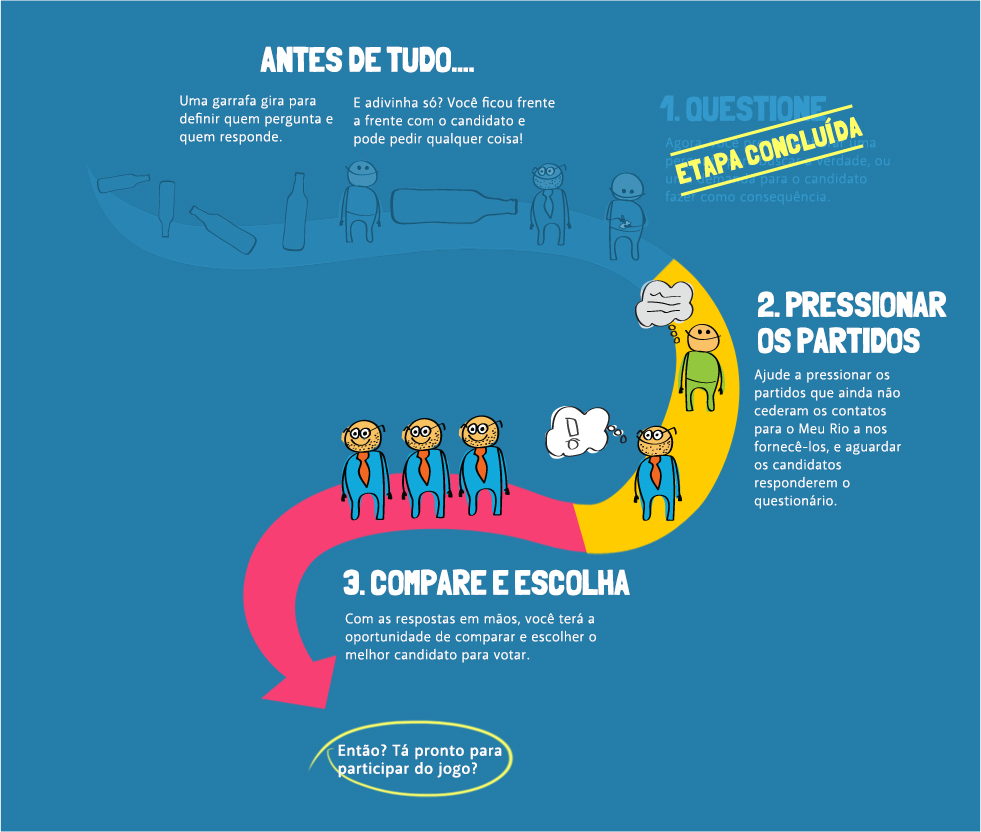 ANTES DE TUDO....
Uma garrafa gira para
definir quem pergunta e
quem responde.
E adivinha só? Você ficou frente
a frente com o candidato e
pode pedir qualquer coisa!
1. QUESTIONE
ETAPA CONCLUÍDA
Agora, você uma
verdade, ou
para o candidato
fazer como consequência.
2. PRESSIONAR
OS PARTIDOS
Ajude a pressionar os
partidos que ainda não
cederam os contatos
para o Meu Rio a nos
fornecê-los, e aguardar
os candidatos
responderem o
questionário.
3. COMPARE E ESCOLHA
Com as respostas em mãos, você terá a
oportunidade de comparar e escolher o
melhor candidato para votar.
Então? Tá pronto para
participar do jogo?